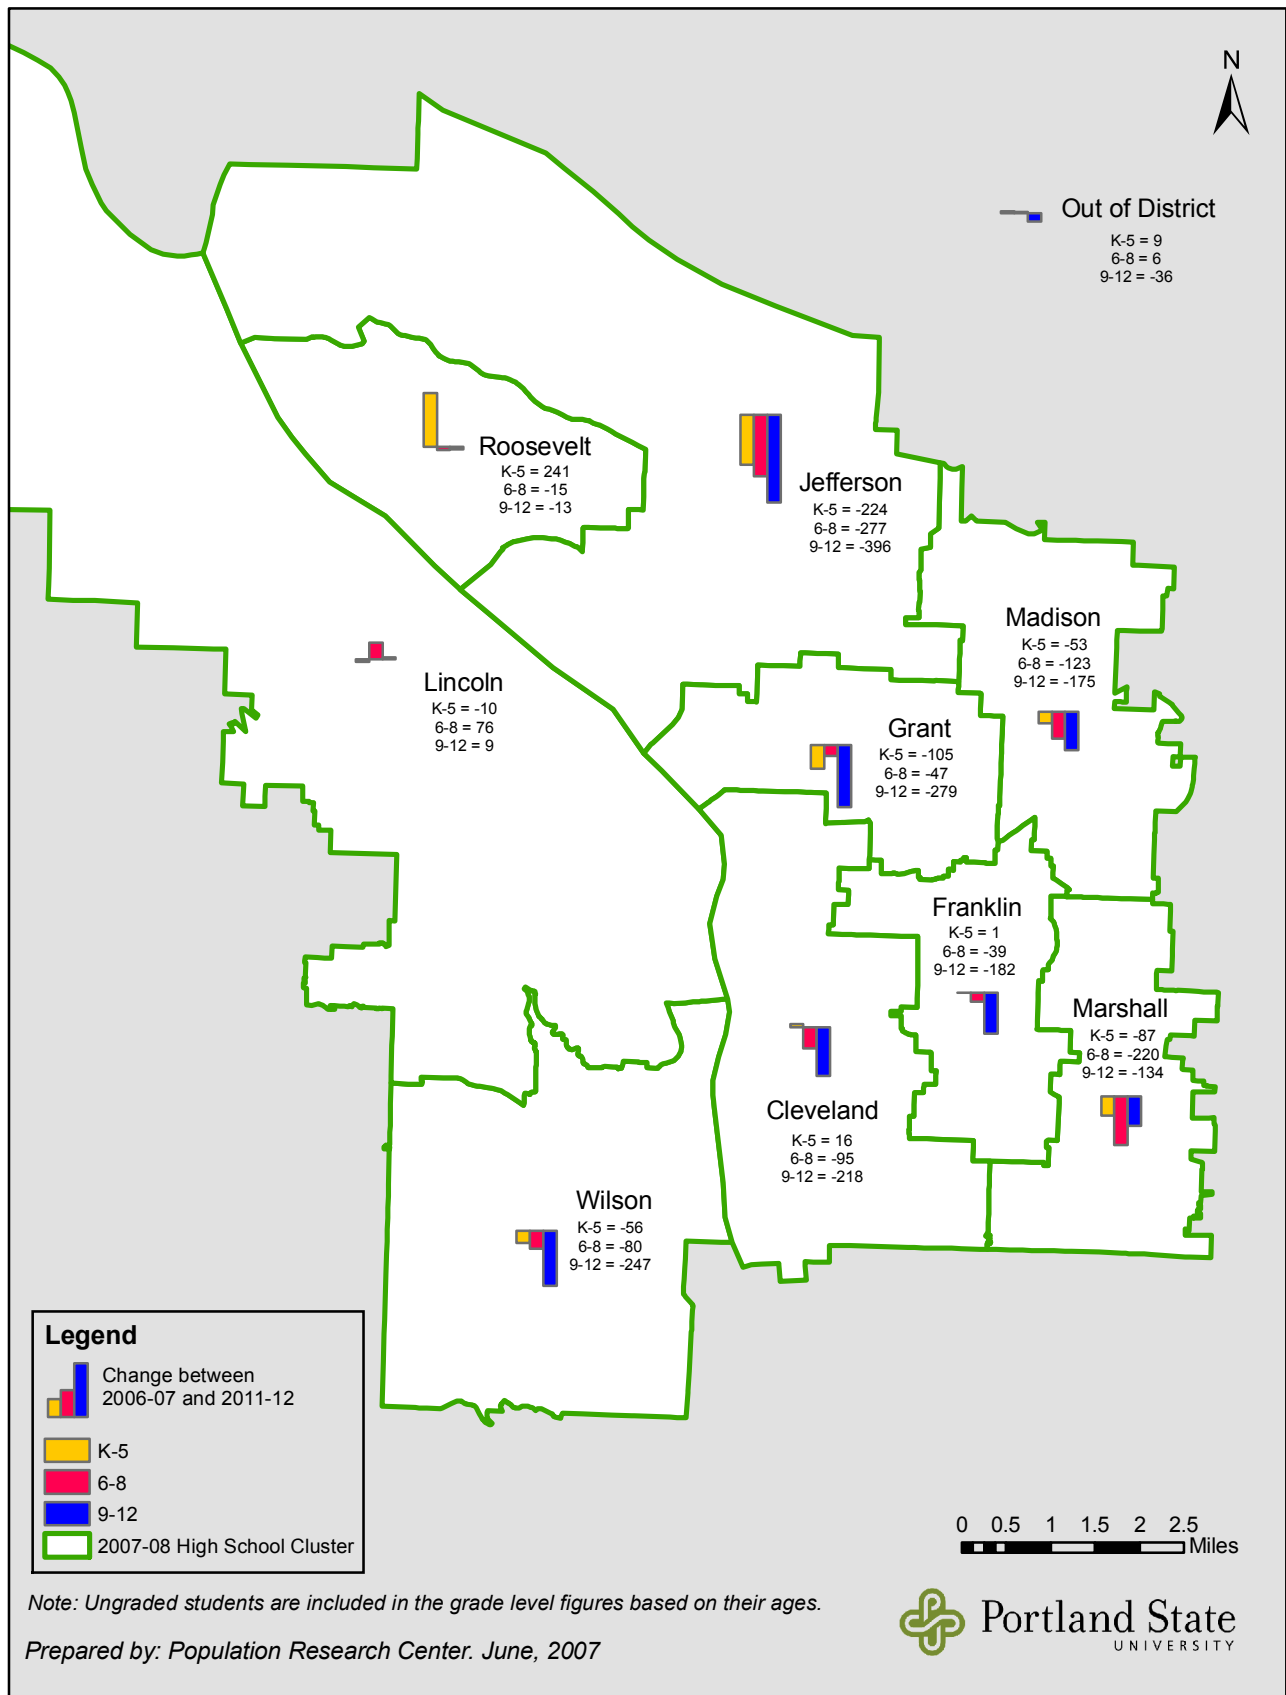 N
Out of District
K-5 = 9
6-8 = 6
9-12 = -36
Roosevelt
K-5 = 241
6-8 = -15
9-12 = -13
Jefferson
K-5 = -224
6-8 = -277
9-12 = -396
Madison
K-5 = -53
6-8 = -123
9-12 = -175
Lincoln
K-5 = -10
6-8 = 76
9-12 = 9
Grant
K-5 = -105
6-8 = -47
9-12 = -279
Franklin
K-5 = 1
6-8 = -39
9-12 = -182
Marshall
K-5 = -87
6-8 = -220
9-12 = -134
Cleveland
K-5 = 16
6-8 = -95
9-12 = -218
Wilson
K-5 = -56
6-8 = -80
9-12 = -247
Legend
Change between
2006-07 and 2011-12
K-5
6-8
9-12
2007-08 High School Cluster
0 0.5 1 1.5 2 2.5
Miles
Note: Ungraded students are included in the grade level figures based on their ages.
Prepared by: Population Research Center. June, 2007
Portland State
UNIVERSITY